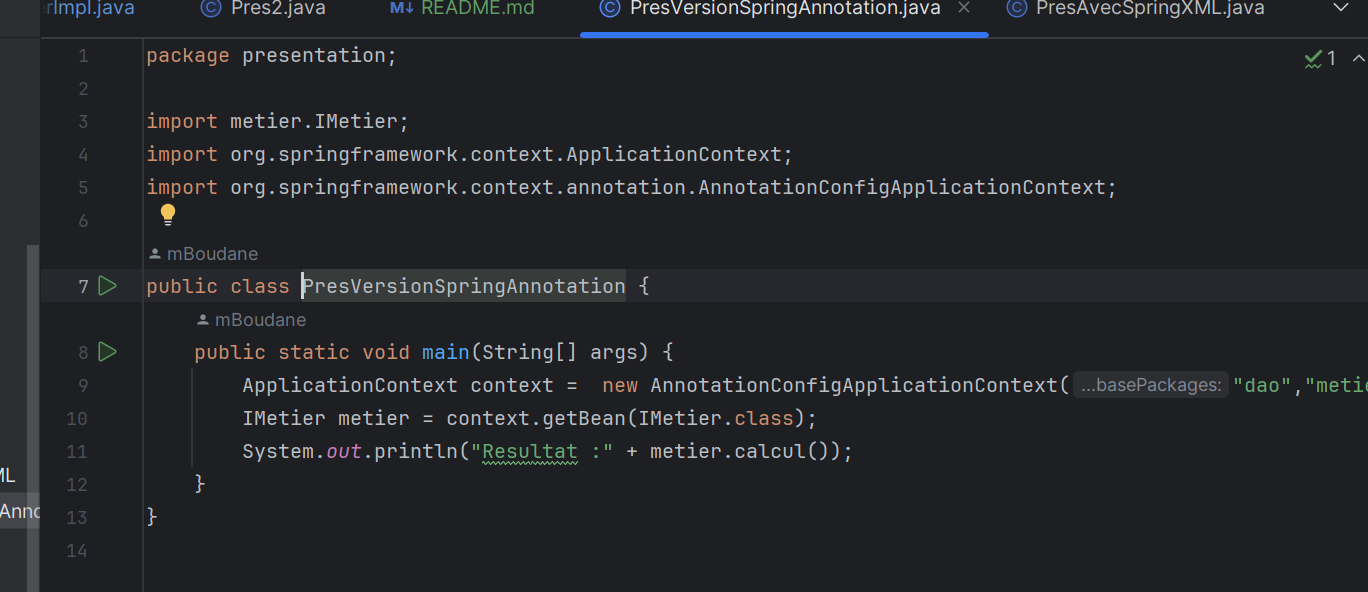 rImpl.java Pres2.java README.md PresVersionSpringAnnotation.java PresAvecSpringXML.java
1 package presentation;
1
2
3 import metier.IMetier;
4 import org.springframework.context.ApplicationContext;
5 import org.springframework.context.annotation.AnnotationConfigApplicationContext;
6
mBoudane
7 public class PresVersionSpringAnnotation {
mBoudane
8 public static void main(String[] args) {
9 ApplicationContext context = new AnnotationConfigApplicationContext( ...basePackages: "dao","metie
10 IMetier metier = context.getBean(IMetier.class);
11 System.out.println("Resultat :" + metier.calcul());
ML
12 }
Anno
13 }
14